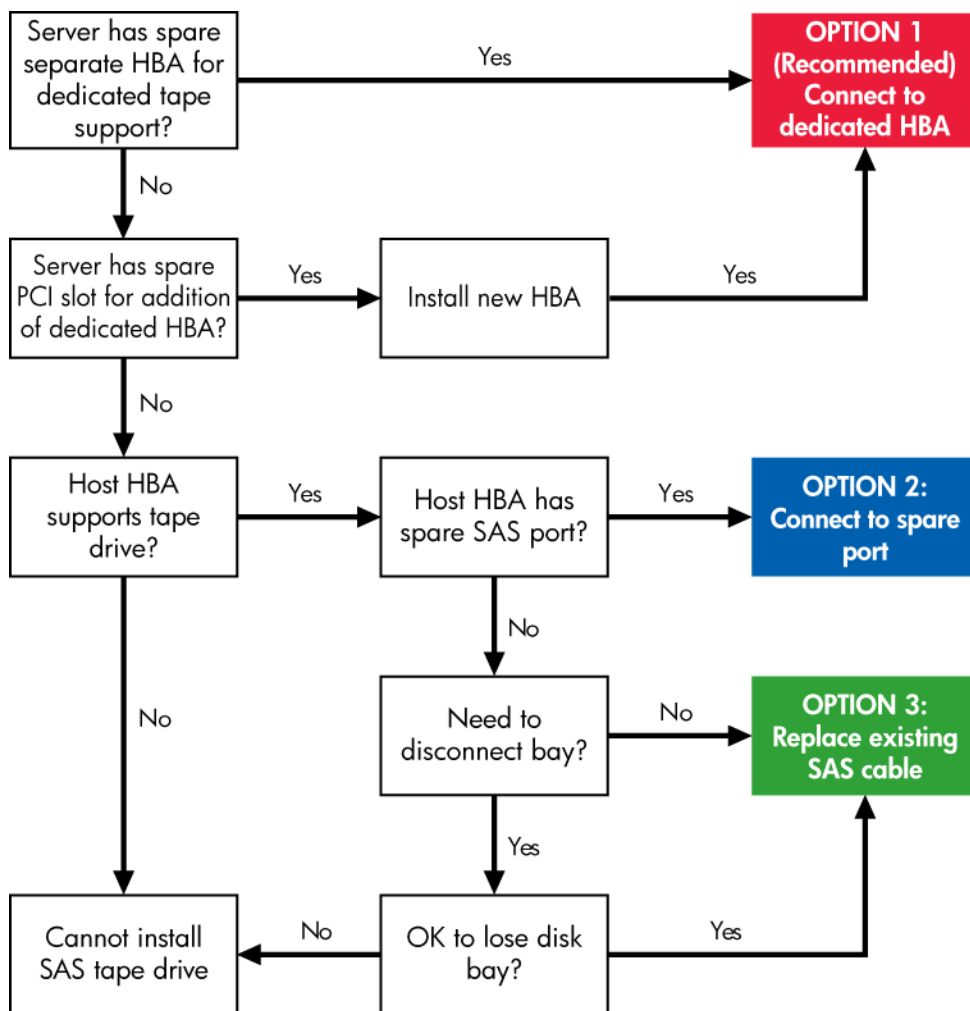 Server has spare
separate HBA for
dedicated tape
support?
Yes
OPTION 1
(Recommended)
Connect to
dedicated HBA
No
Server has spare
PCI slot for addition
of dedicated HBA?
Yes
Install new HBA
Yes
No
Host HBA
supports tape
drive?
Yes
Host HBA has
spare SAS port?
Yes
OPTION 2:
Connect to spare
port
No
No
Need to
disconnect bay?
No
OPTION 3:
Replace existing
SAS cable
Yes
Cannot install
SAS tape drive
No
OK to lose disk
bay?
Yes